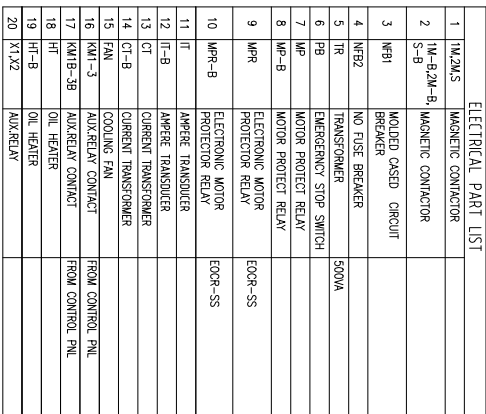 ELECTRICAL PART LIST
1 1M,2M,S MAGNETIC CONTACTOR
2 1M-B,2M-B, S-B MAGNETIC CONTACTOR
3 NFB1 MOLDED CASED CIRCUIT
BREAKER
4 NFB2 NO FUSE BREAKER
5 TR TRANSFORMER 500VA
6 PB EMERGERNCY STOP SWITCH
7 MP MOTOR PROTECT RELAY
8 MP-B MOTOR PROTECT RELAY
9 MPR ELECTRONIC MOTOR
PROTECTOR RELAY EOCR-SS
10 MPR-B ELECTRONIC MOTOR
PROTECTOR RELAY EOCR-SS
11 IT AMPERE TRANSDUCER
12 IT-B AMPERE TRANSDUCER
13 CT CURRENT TRANSFORMER
14 CT-B CURRENT TRANSFORMER
15 FAN COOLING FAN
16 KM1-3 AUX.RELAY CONTACT FROM CONTROL PNL
17 KM1B-3B AUX.RELAY CONTACT FROM CONTROL PNL
18 HT OIL HEATER
19 HT-B OIL HEATER
20 X1,X2 AUX.RELAY